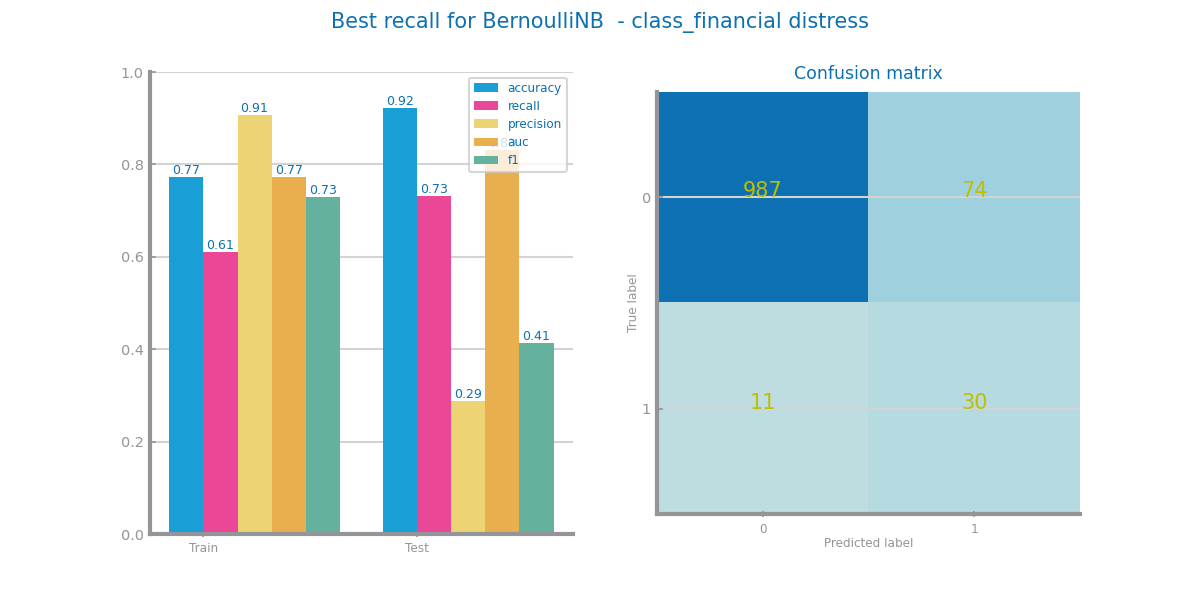 Best recall for BernoulliNB - class_financial distress
1.0
0.8
0.6
0.4
0.2
0.0
0.77
0.61
0.91
0.77
0.73
0.92
0.73
0.29
0.41
accuracy
recall
precision
auc
f1
Train
Test
Confusion matrix
True label
0
1
987
74
11
30
0
1
Predicted label